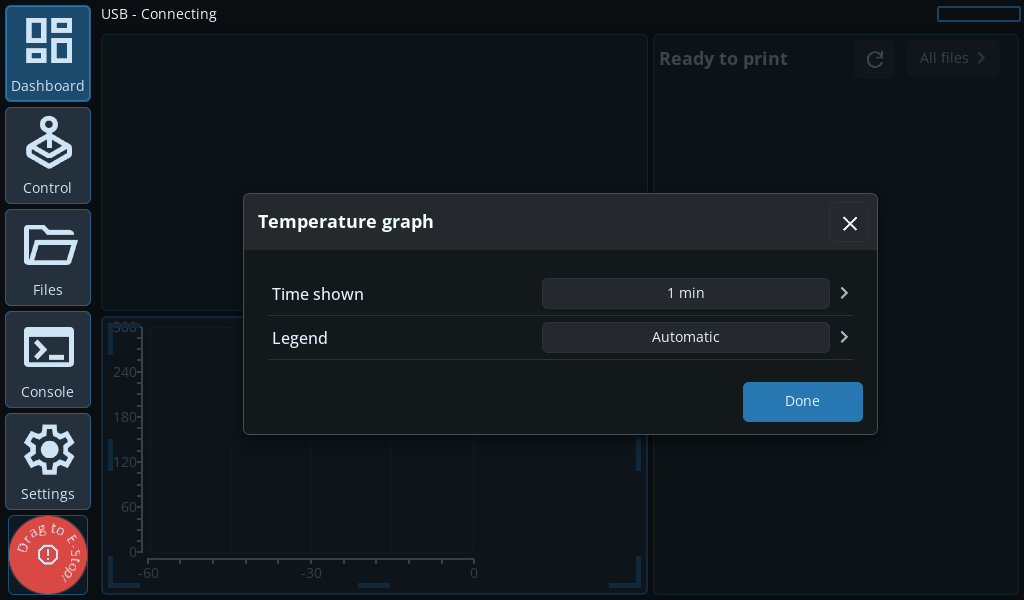 USB - Connecting
Dashboard
Control
Files
Console
Settings
Drag to E-Stop!
Ready to print
All files
Temperature graph
Time shown
1 min
Legend
Automatic
Done
300
240
180
120
60
0
-60
-30
0